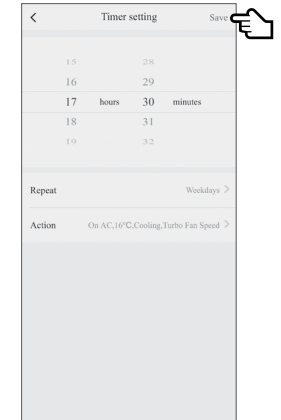 Timer setting Save
15 28
16 29
17 hours 30 minutes
18 31
19 32
Repeat Weekdays
Action On AC,16°C,Cooling,Turbo Fan Speed